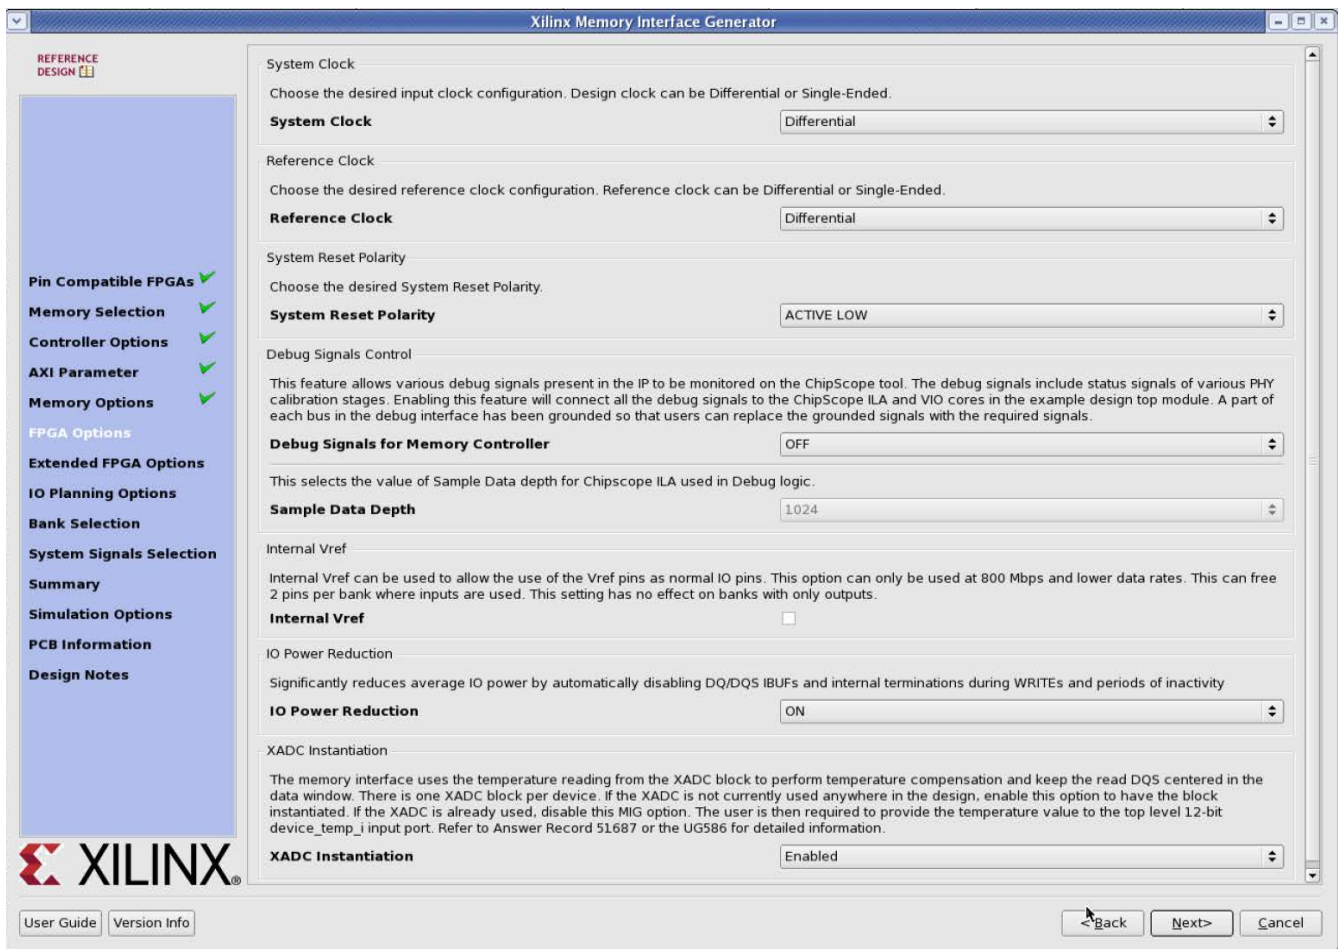 Xilinx Memory Interface Generator
REFERENCE
DESIGN
Pin Compatible FPGAs
Memory Selection
Controller Options
AXI Parameter
Memory Options
FPGA Options
Extended FPGA Options
IO Planning Options
Bank Selection
System Signals Selection
Summary
Simulation Options
PCB Information
Design Notes
XILINX®
System Clock
Choose the desired input clock configuration. Design clock can be Differential or Single-Ended.
System Clock Differential
Reference Clock
Choose the desired reference clock configuration. Reference clock can be Differential or Single-Ended.
Reference Clock Differential
System Reset Polarity
Choose the desired System Reset Polarity.
System Reset Polarity ACTIVE LOW
Debug Signals Control
This feature allows various debug signals present in the IP to be monitored on the ChipScope tool. The debug signals include status signals of various PHY
calibration stages. Enabling this feature will connect all the debug signals to the ChipScope ILA and VIO cores in the example design top module. A part of
each bus in the debug interface has been grounded so that users can replace the grounded signals with the required signals.
Debug Signals for Memory Controller OFF
This selects the value of Sample Data depth for Chipscope ILA used in Debug logic.
Sample Data Depth 1024
Internal Vref
Internal Vref can be used to allow the use of the Vref pins as normal IO pins. This option can only be used at 800 Mbps and lower data rates. This can free
2 pins per bank where inputs are used. This setting has no effect on banks with only outputs.
Internal Vref
IO Power Reduction
Significantly reduces average IO power by automatically disabling DQ/DQS IBUFs and internal terminations during WRITEs and periods of inactivity
IO Power Reduction ON
XADC Instantiation
The memory interface uses the temperature reading from the XADC block to perform temperature compensation and keep the read DQS centered in the
data window. There is one XADC block per device. If the XADC is not currently used anywhere in the design, enable this option to have the block
instantiated. If the XADC is already used, disable this MIG option. The user is then required to provide the temperature value to the top level 12-bit
device_temp_i input port. Refer to Answer Record 51687 or the UG586 for detailed information.
XADC Instantiation Enabled
User Guide Version Info <Back Next> Cancel